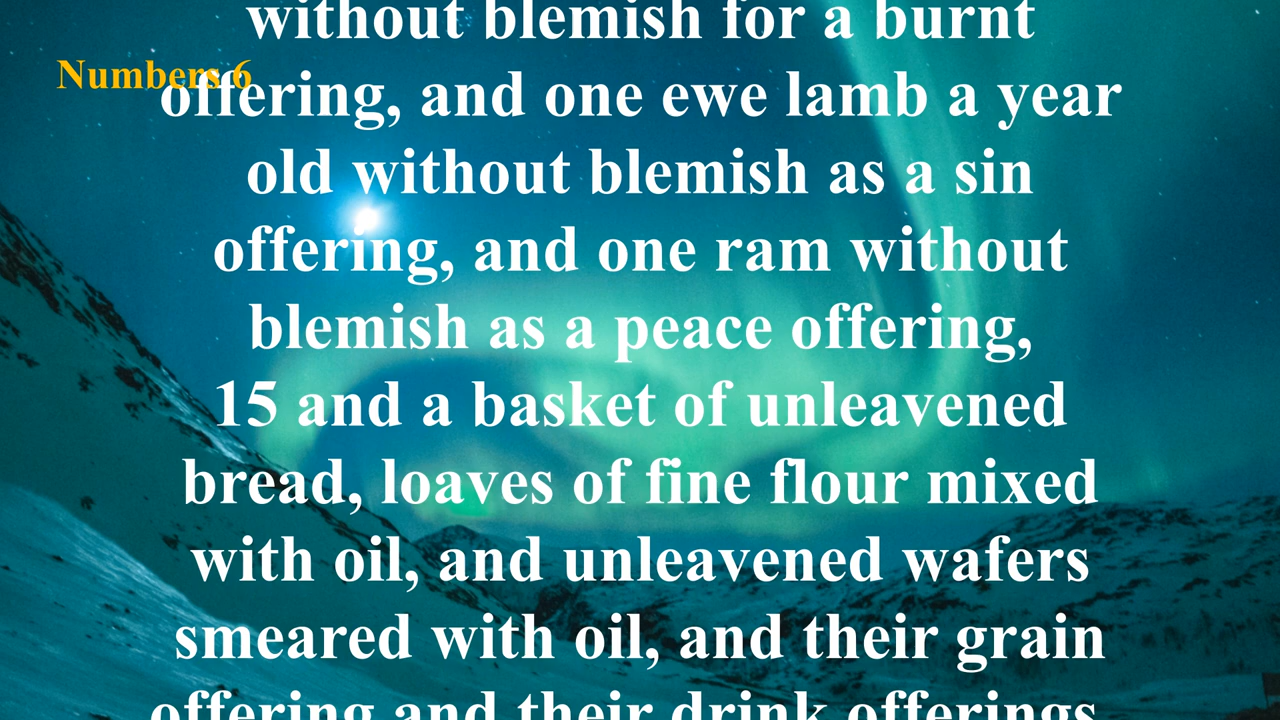 without blemish for a burnt
Numbers 6
offering, and one ewe lamb a year
old without blemish as a sin
offering, and one ram without
blemish as a peace offering,
15 and a basket of unleavened
bread, loaves of fine flour mixed
with oil, and unleavened wafers
smeared with oil, and their grain
offering and their drink offerings.